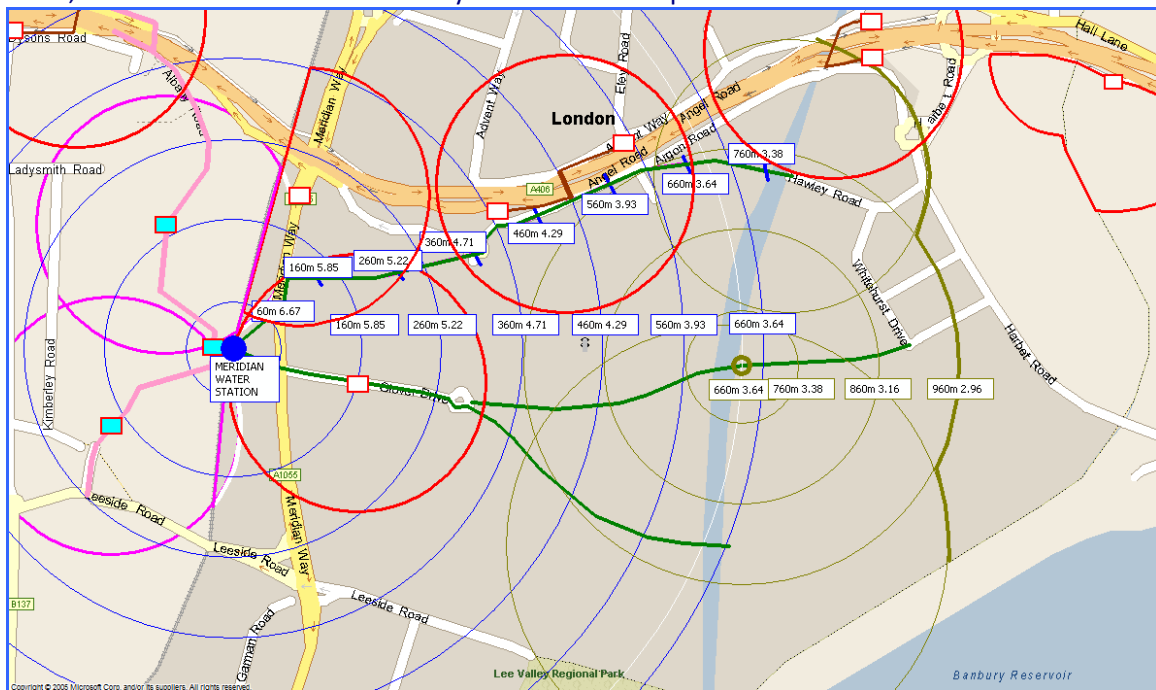 Hall Lane
Albany Road
Meridian Way
Advent Way
Eley Road
London
Angel Road
Angel Road
Argon Road
Ladysmith Road
A406
760m 3.38
660m 3.64
Hawley Road
560m 3.93
460m 4.29
360m 4.71
260m 5.22
160m 5.85
Meridian Way
60m 6.67
160m 5.85
260m 5.22
360m 4.71
460m 4.29
560m 3.93
660m 3.64
Whitehurst Drive
Harbet Road
Kimberley Road
MERIDIAN
WATER
STATION
Glover Drive
660m 3.64
760m 3.38
860m 3.16
960m 2.96
A1055
Meridian Way
Leeside Road
Leeside Road
Leeside Road
B137
Garman Road
Lee Valley Regional Park
Banbury Reservoir
Copyright © 2005 Microsoft Corp. and/or its suppliers. All rights reserved.